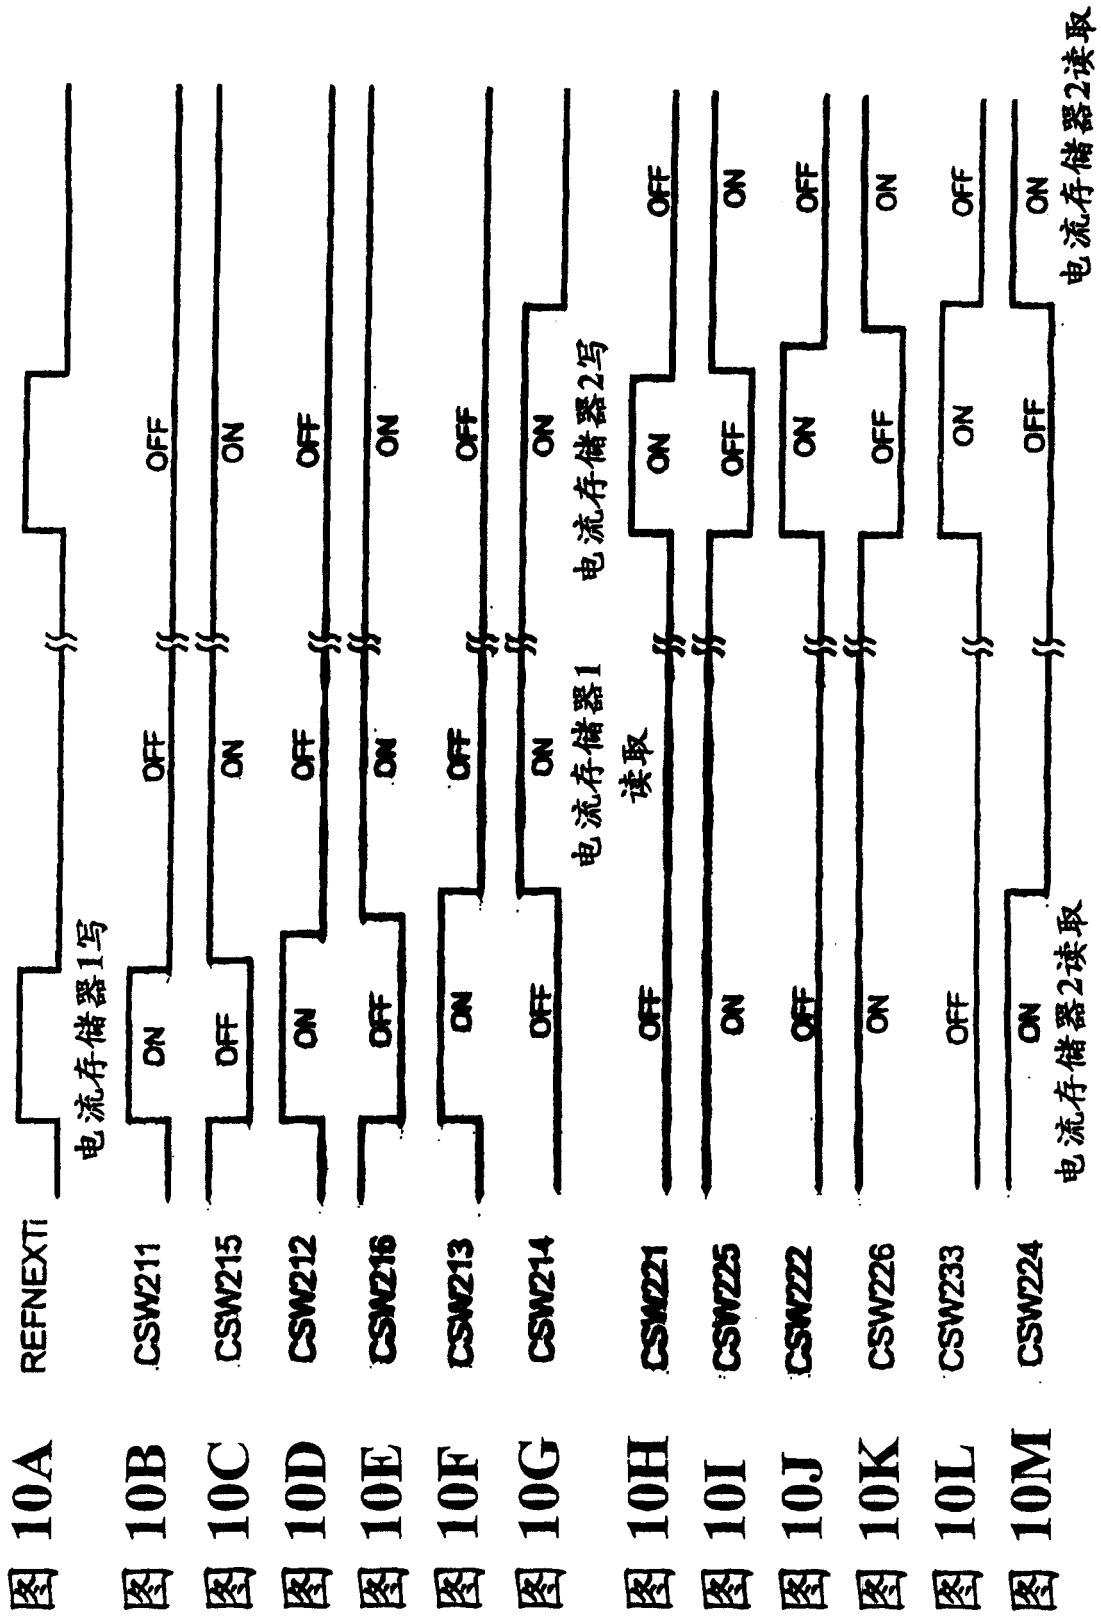 图 10A REFNEXTi
电流存储器1写
图 10B CSW211 ON OFF OFF
图 10C CSW215 OFF ON ON
图 10D CSW212 ON OFF OFF
图 10E CSW216 OFF ON ON
图 10F CSW213 ON OFF OFF
图 10G CSW214 OFF ON ON
电流存储器1 电流存储器2写
读取
图 10H CSW221 OFF ON OFF
图 10I CSW225 ON OFF ON
图 10J CSW222 OFF ON OFF
图 10K CSW226 ON OFF ON
图 10L CSW233 OFF ON OFF
图 10M CSW224 ON OFF ON
电流存储器2读取 电流存储器2读取